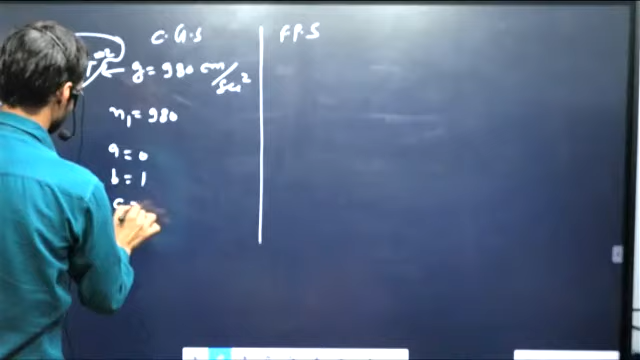 C.G.S
F.P.S
g = 980 cm/sec²
n₁ = 980
a = 0
b = 1
c =